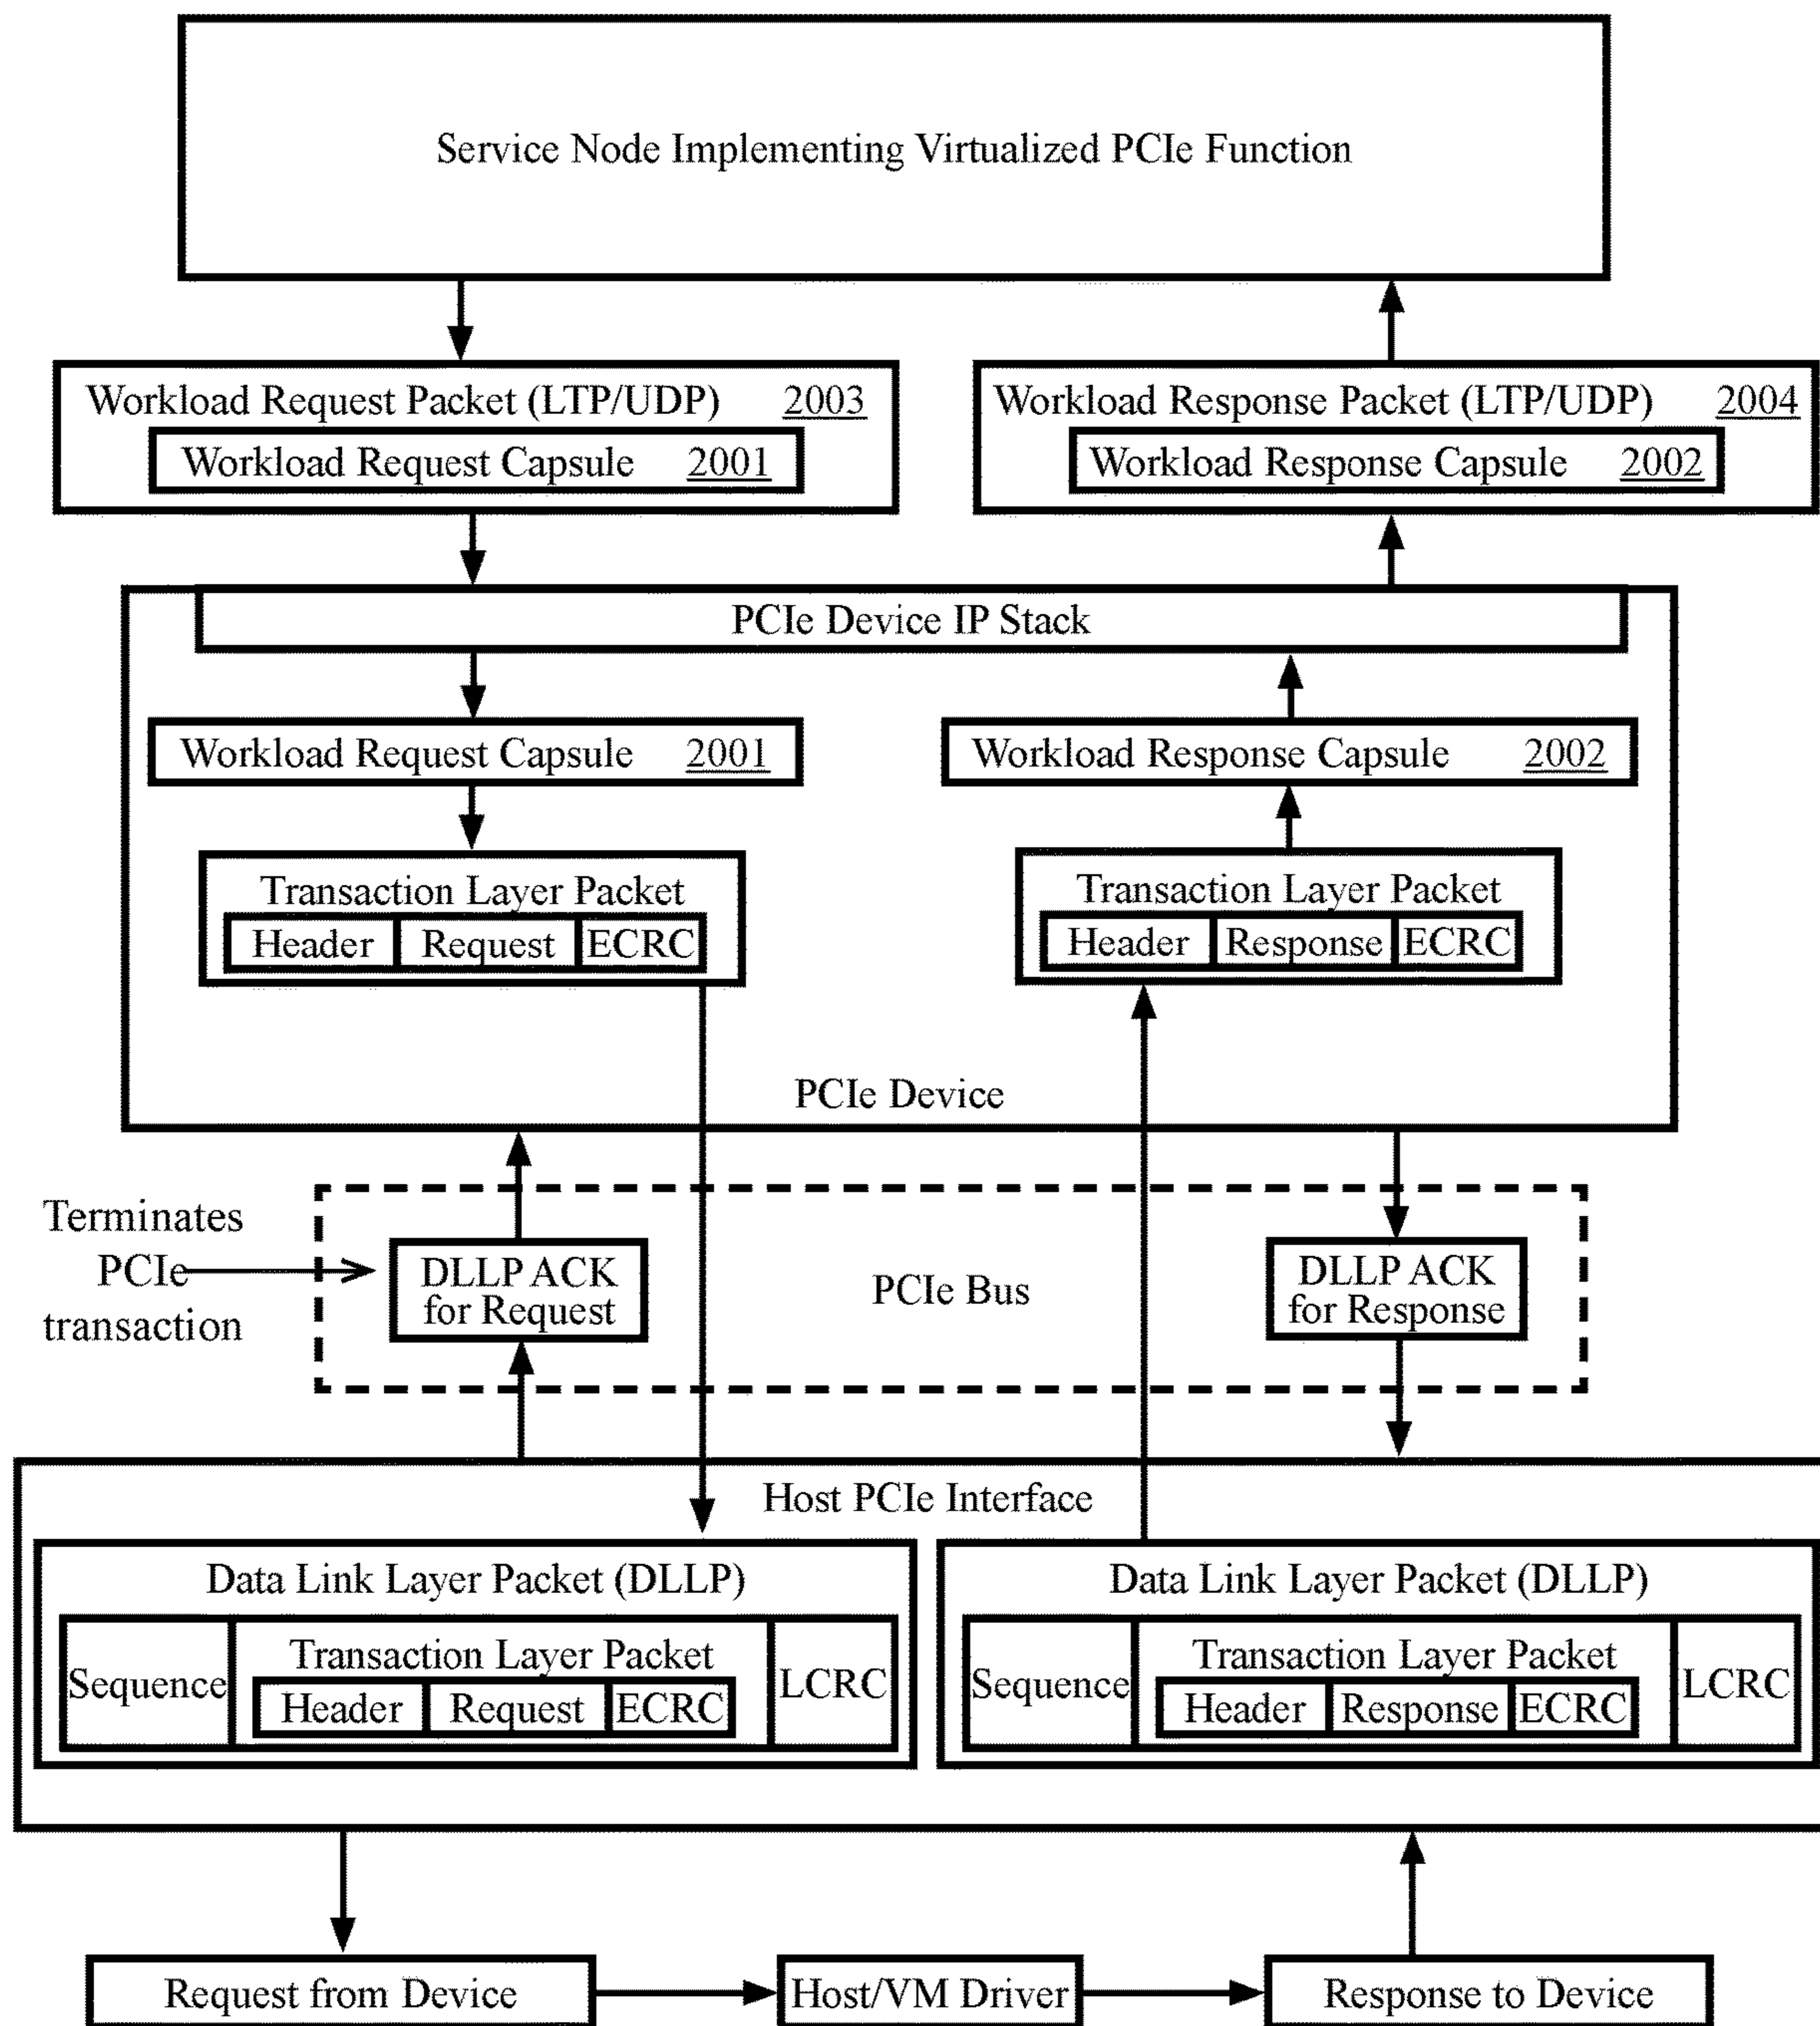 Service Node Implementing Virtualized PCIe Function
Workload Request Packet (LTP/UDP) 2003
Workload Request Capsule 2001
Workload Response Packet (LTP/UDP) 2004
Workload Response Capsule 2002
PCIe Device IP Stack
Workload Request Capsule 2001
Workload Response Capsule 2002
Transaction Layer Packet
Header Request ECRC
Transaction Layer Packet
Header Response ECRC
PCIe Device
Terminates
PCIe
transaction
DLLP ACK
for Request
PCIe Bus
DLLP ACK
for Response
Host PCIe Interface
Data Link Layer Packet (DLLP)
Sequence
Transaction Layer Packet
Header Request ECRC
LCRC
Data Link Layer Packet (DLLP)
Sequence
Transaction Layer Packet
Header Response ECRC
LCRC
Request from Device
Host/VM Driver
Response to Device